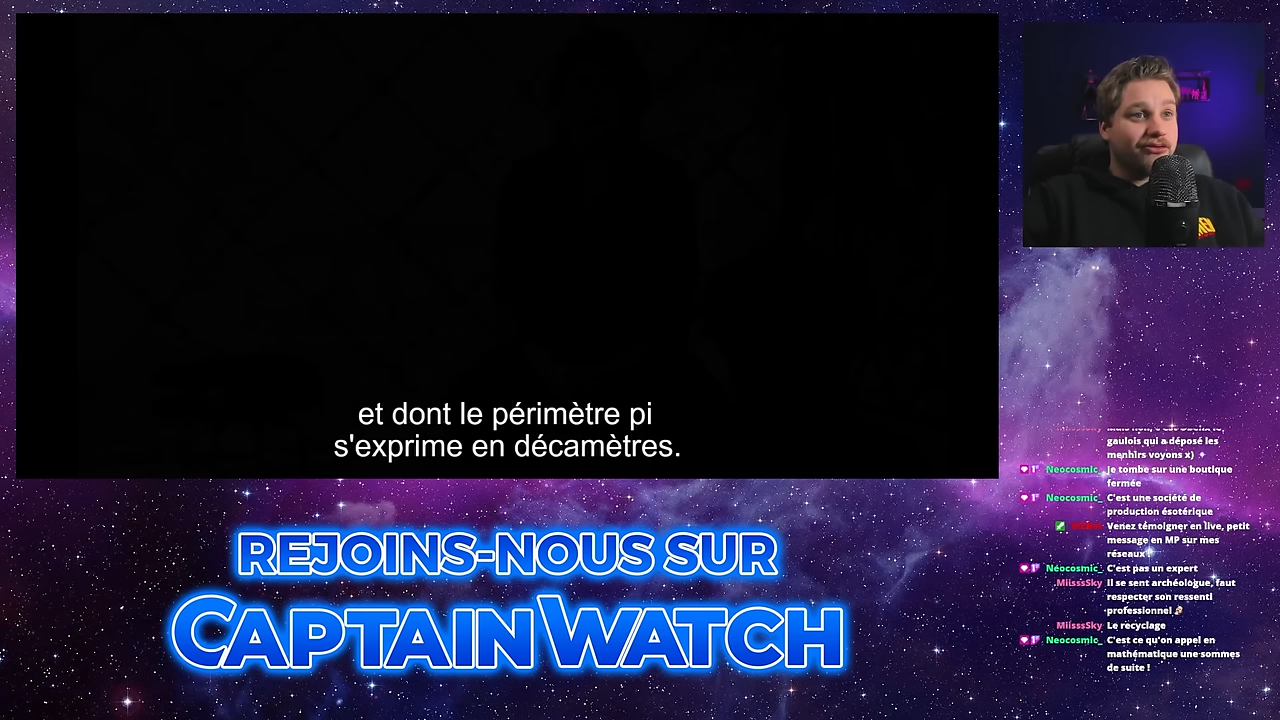 et dont le périmètre pi
s'exprime en décamètres.
REJOINS-NOUS SUR
CAPTAINWATCH
gaulois qui a déposé les
menhirs voyons x)
Neocosmic_ Je tombe sur une boutique
fermée
Neocosmic_ C'est une société de
production ésotérique
Venez témoigner en live, petit
message en MP sur mes
réseaux !
Neocosmic_ C'est pas un expert
MiisssSky Il se sent archéologue, faut
respecter son ressenti
professionnel
MiisssSky Le recyclage
Neocosmic_ C'est ce qu'on appel en
mathématique une sommes
de suite !